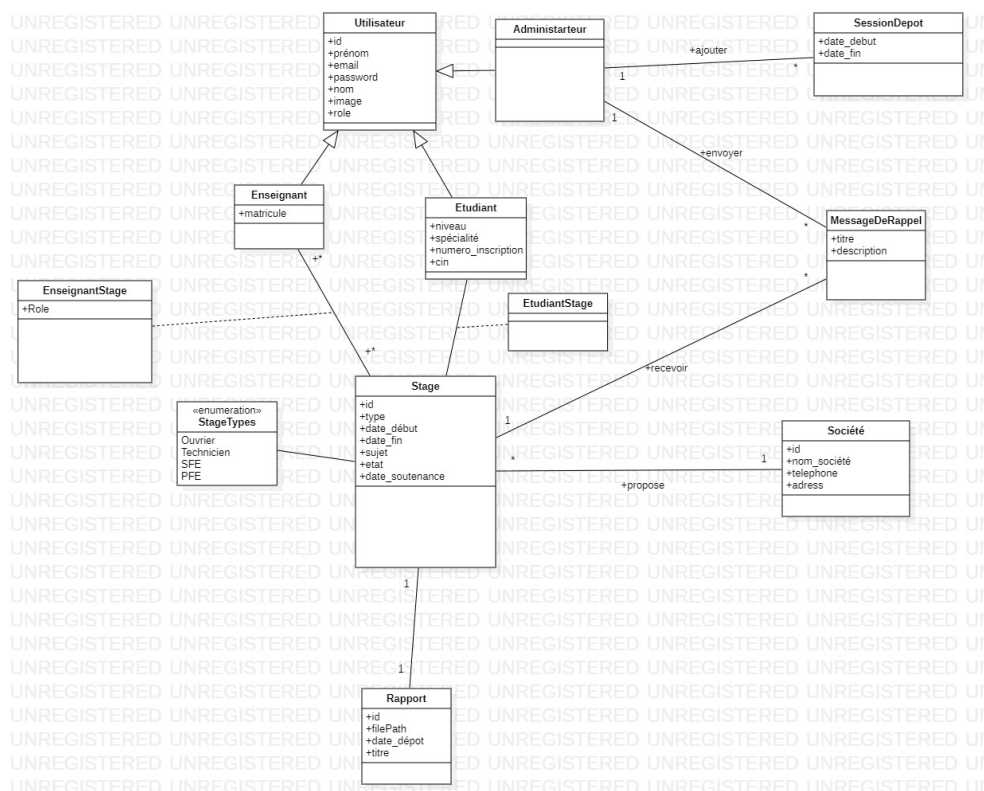 Utilisateur
+id
+prénom
+email
+password
+nom
+image
+role
Administarteur
SessionDepot
+date_debut
+date_fin
+ajouter
1
*
1
+envoyer
*
Enseignant
+matricule
Etudiant
+niveau
+spécialité
+numero_inscription
+cin
MessageDeRappel
+titre
+description
*
+*
EnseignantStage
+Role
EtudiantStage
+*
+recevoir
1
Stage
+id
+type
+date_début
+date_fin
+sujet
+etat
+date_soutenance
«enumeration»
StageTypes
Ouvrier
Technicien
SFE
PFE
*
1
+propose
Société
+id
+nom_société
+telephone
+adress
1
1
Rapport
+id
+filePath
+date_dépot
+titre
UNREGISTERED